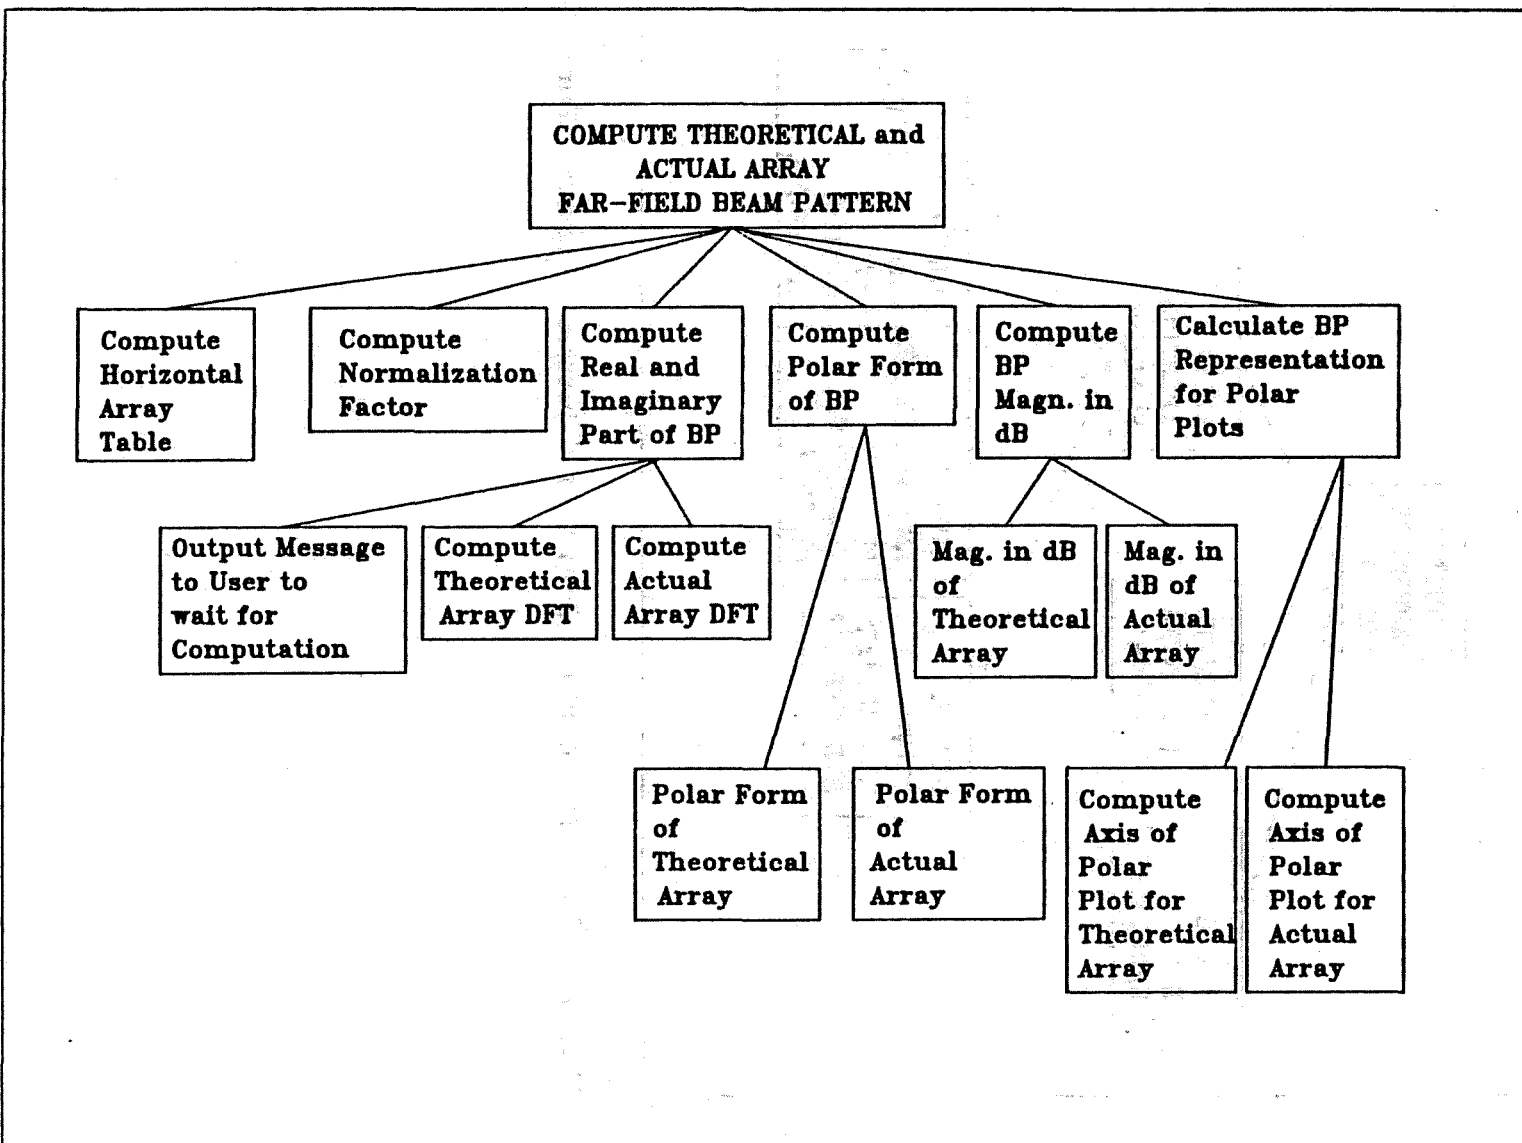 COMPUTE THEORETICAL and
ACTUAL ARRAY
FAR-FIELD BEAM PATTERN
Compute
Horizontal
Array
Table
Compute
Normalization
Factor
Compute
Real and
Imaginary
Part of BP
Compute
Polar Form
of BP
Compute
BP
Magn. in
dB
Calculate BP
Representation
for Polar
Plots
Output Message
to User to
wait for
Computation
Compute
Theoretical
Array DFT
Compute
Actual
Array DFT
Mag. in dB
of
Theoretical
Array
Mag. in
dB of
Actual
Array
Polar Form
of
Theoretical
Array
Polar Form
of
Actual
Array
Compute
Axis of
Polar
Plot for
Theoretical
Array
Compute
Axis of
Polar
Plot for
Actual
Array